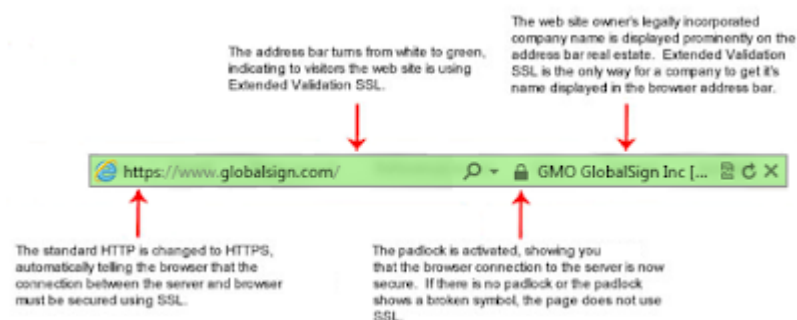 The web site owner's legally incorporated
company name is displayed prominently on the
address bar real estate. Extended Validation
SSL is the only way for a company to get it's
name displayed in the browser address bar.
The address bar turns from white to green,
indicating to visitors the web site is using
Extended Validation SSL.
https://www.globalsign.com/ GMO GlobalSign Inc [...
The standard HTTP is changed to HTTPS,
automatically telling the browser that the
connection between the server and browser
must be secured using SSL.
The padlock is activated, showing you
that the browser connection to the server is now
secure. If there is no padlock or the padlock
shows a broken symbol, the page does not use
SSL.